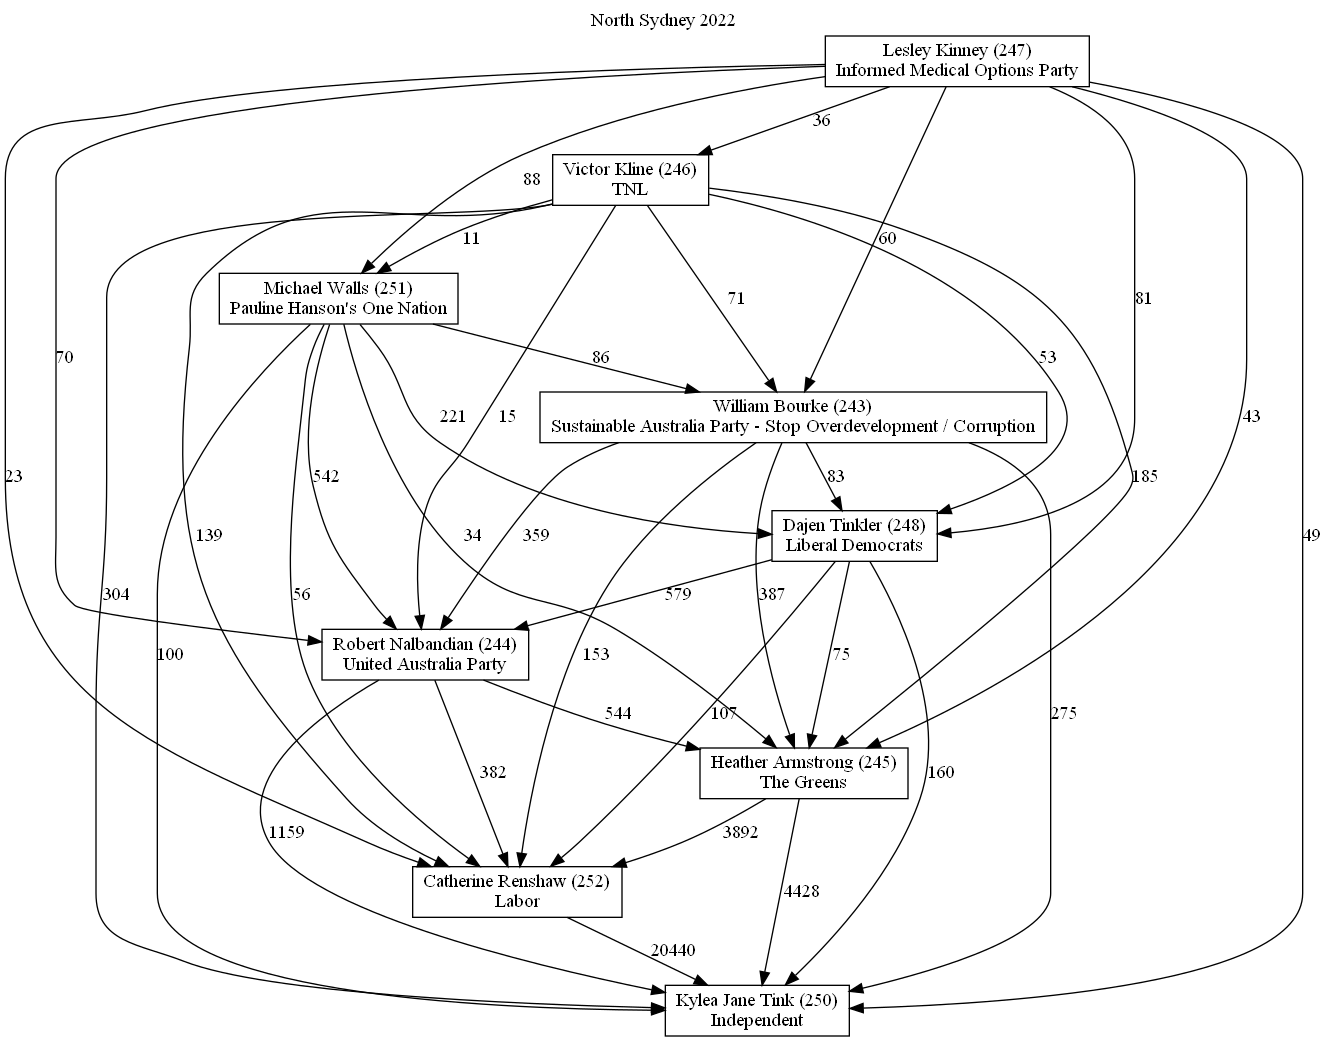 North Sydney 2022
Lesley Kinney (247)
Informed Medical Options Party
36
Victor Kline (246)
TNL
88
11
60
Michael Walls (251)
Pauline Hanson's One Nation
71
81
70
86
53
William Bourke (243)
Sustainable Australia Party - Stop Overdevelopment / Corruption
221
15
43
23
542
83
185
139
34
359
Dajen Tinkler (248)
Liberal Democrats
49
304
56
579
387
Robert Nalbandian (244)
United Australia Party
100
153
75
544
107
275
Heather Armstrong (245)
The Greens
382
160
1159
3892
Catherine Renshaw (252)
Labor
4428
20440
Kylea Jane Tink (250)
Independent